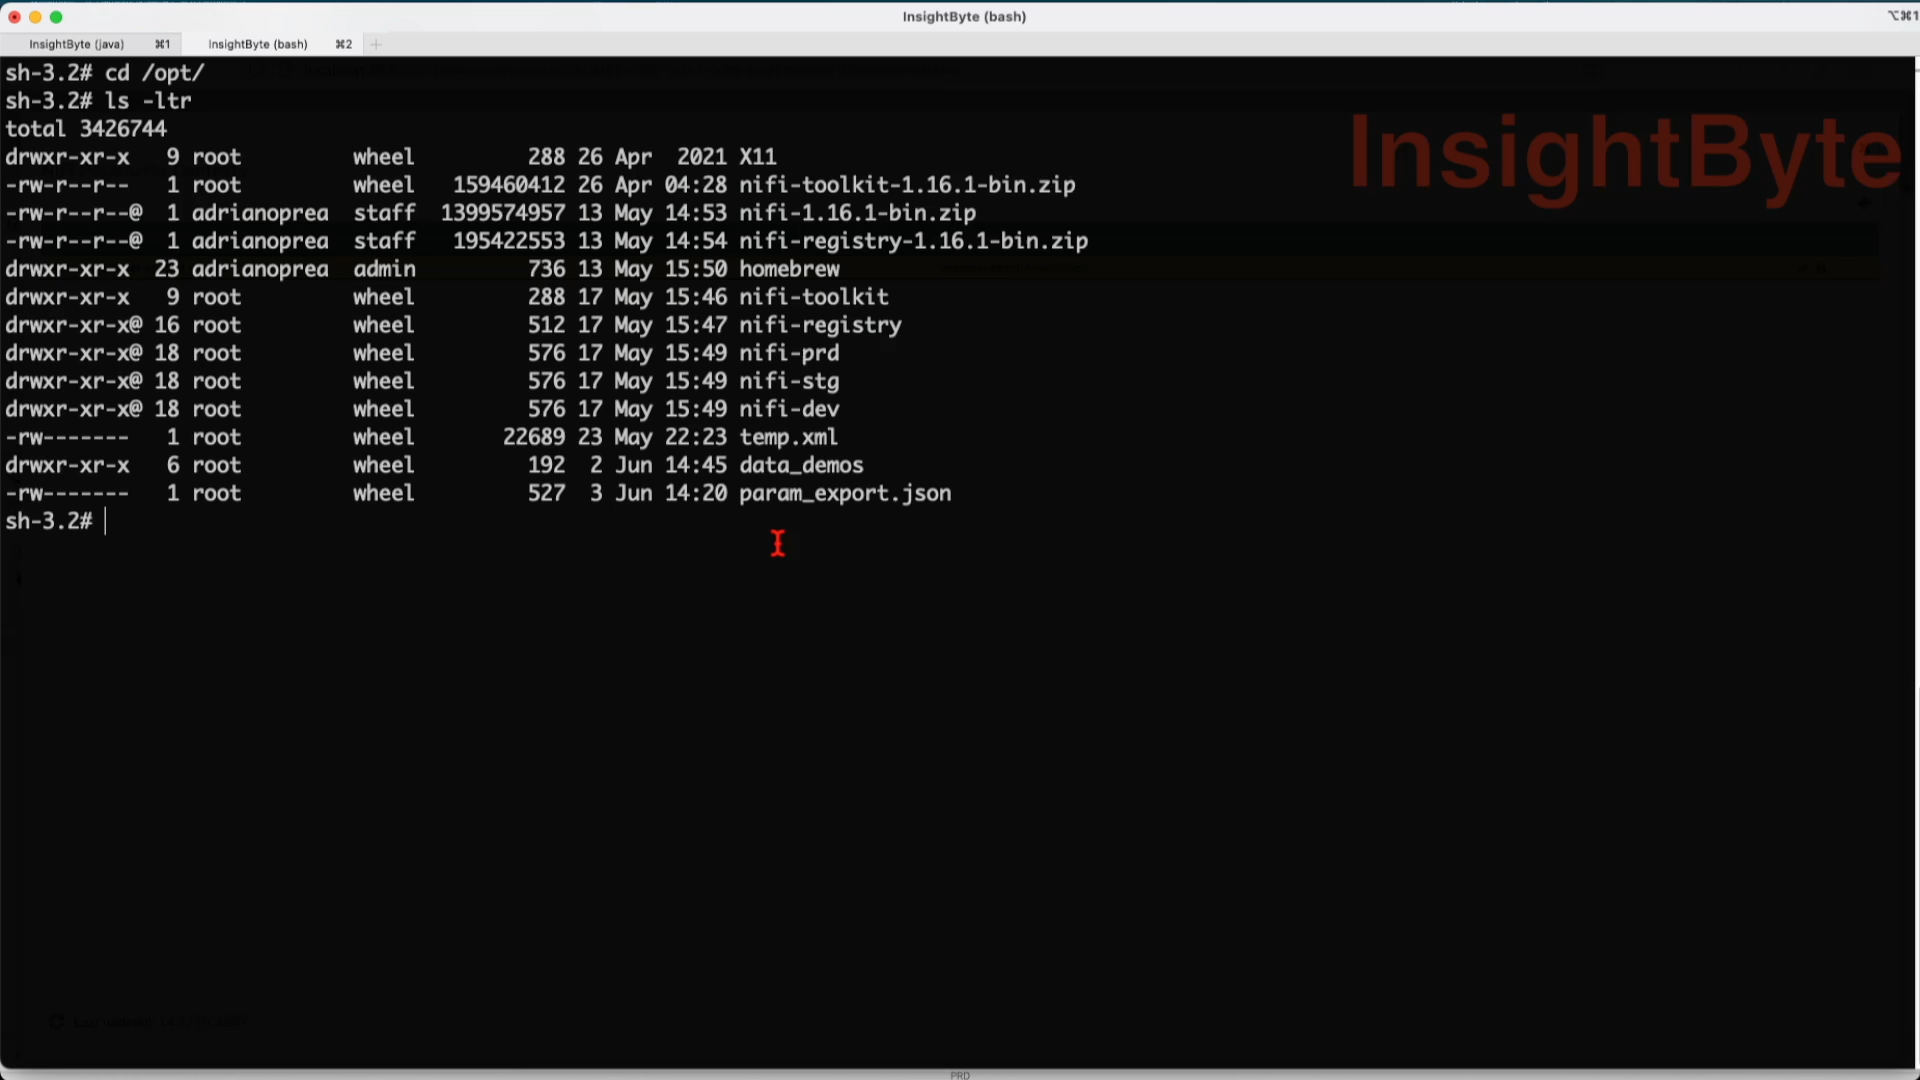 InsightByte (bash)
⌥⌘1
InsightByte (java) ⌘1 InsightByte (bash) ⌘2 +
sh-3.2# cd /opt/
sh-3.2# ls -ltr
total 3426744
drwxr-xr-x   9 root         wheel         288 26 Apr  2021 X11
-rw-r--r--   1 root         wheel   159460412 26 Apr 04:28 nifi-toolkit-1.16.1-bin.zip
-rw-r--r--@  1 adrianoprea  staff  1399574957 13 May 14:53 nifi-1.16.1-bin.zip
-rw-r--r--@  1 adrianoprea  staff   195422553 13 May 14:54 nifi-registry-1.16.1-bin.zip
drwxr-xr-x  23 adrianoprea  admin         736 13 May 15:50 homebrew
drwxr-xr-x   9 root         wheel         288 17 May 15:46 nifi-toolkit
drwxr-xr-x@ 16 root         wheel         512 17 May 15:47 nifi-registry
drwxr-xr-x@ 18 root         wheel         576 17 May 15:49 nifi-prd
drwxr-xr-x@ 18 root         wheel         576 17 May 15:49 nifi-stg
drwxr-xr-x@ 18 root         wheel         576 17 May 15:49 nifi-dev
-rw-------   1 root         wheel       22689 23 May 22:23 temp.xml
drwxr-xr-x   6 root         wheel         192  2 Jun 14:45 data_demos
-rw-------   1 root         wheel         527  3 Jun 14:20 param_export.json
sh-3.2#
InsightByte
PRD